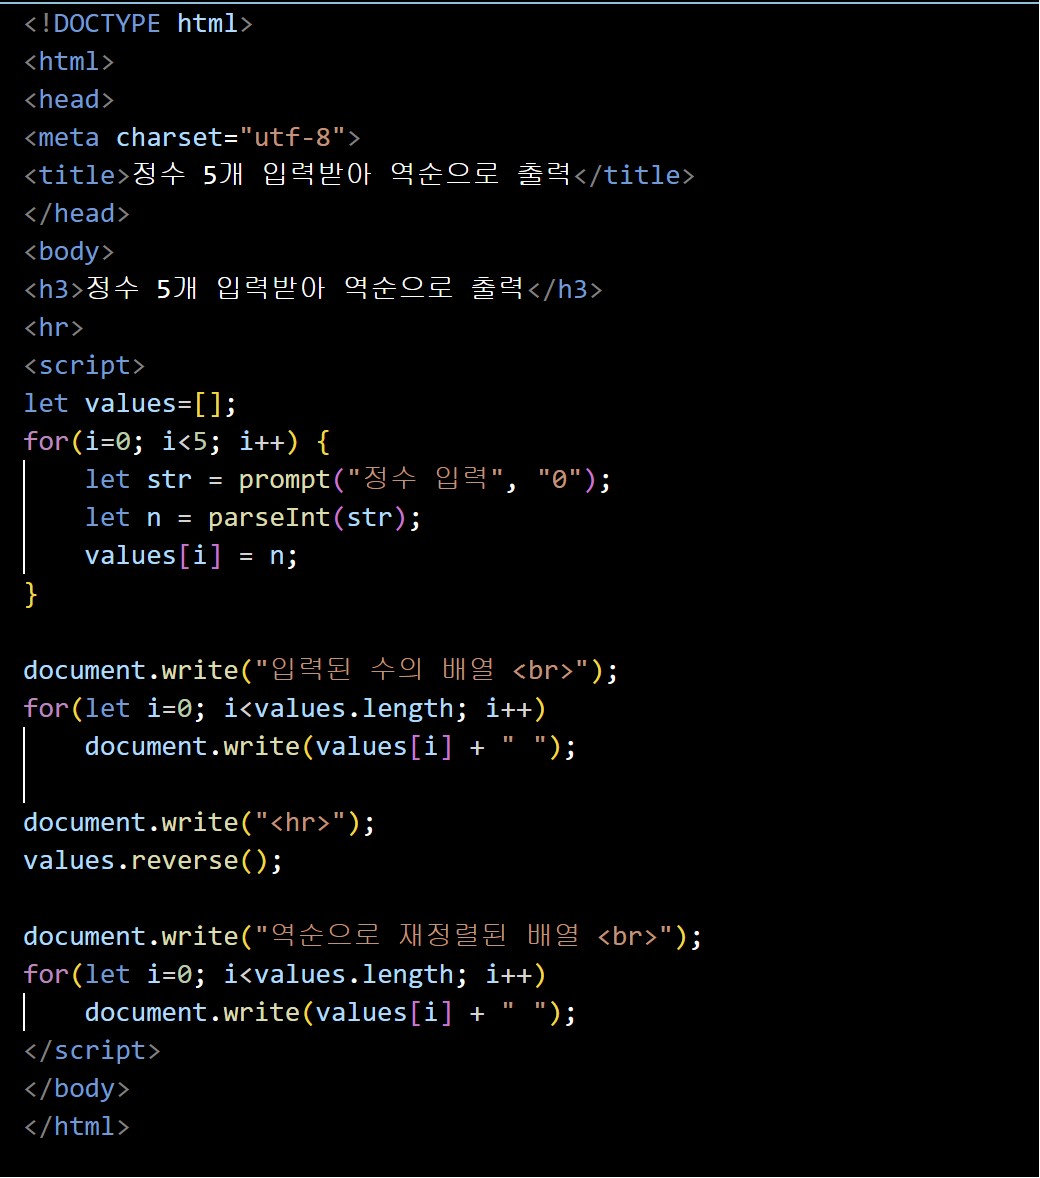 <!DOCTYPE html>
<html>
<head>
<meta charset="utf-8">
<title>정수 5개 입력받아 역순으로 출력</title>
</head>
<body>
<h3>정수 5개 입력받아 역순으로 출력</h3>
<hr>
<script>
let values=[];
for(i=0; i<5; i++) {
    let str = prompt("정수 입력", "0");
    let n = parseInt(str);
    values[i] = n;
}

document.write("입력된 수의 배열 <br>");
for(let i=0; i<values.length; i++)
    document.write(values[i] + " ");

document.write("<hr>");
values.reverse();

document.write("역순으로 재정렬된 배열 <br>");
for(let i=0; i<values.length; i++)
    document.write(values[i] + " ");
</script>
</body>
</html>